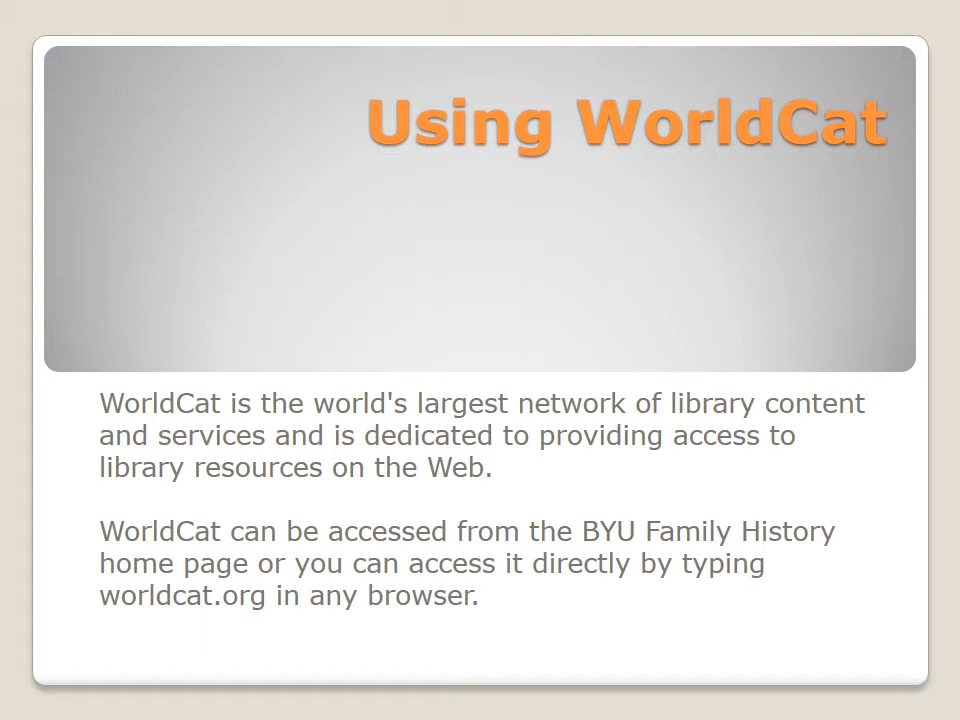 Using WorldCat
WorldCat is the world's largest network of library content
and services and is dedicated to providing access to
library resources on the Web.
WorldCat can be accessed from the BYU Family History
home page or you can access it directly by typing
worldcat.org in any browser.